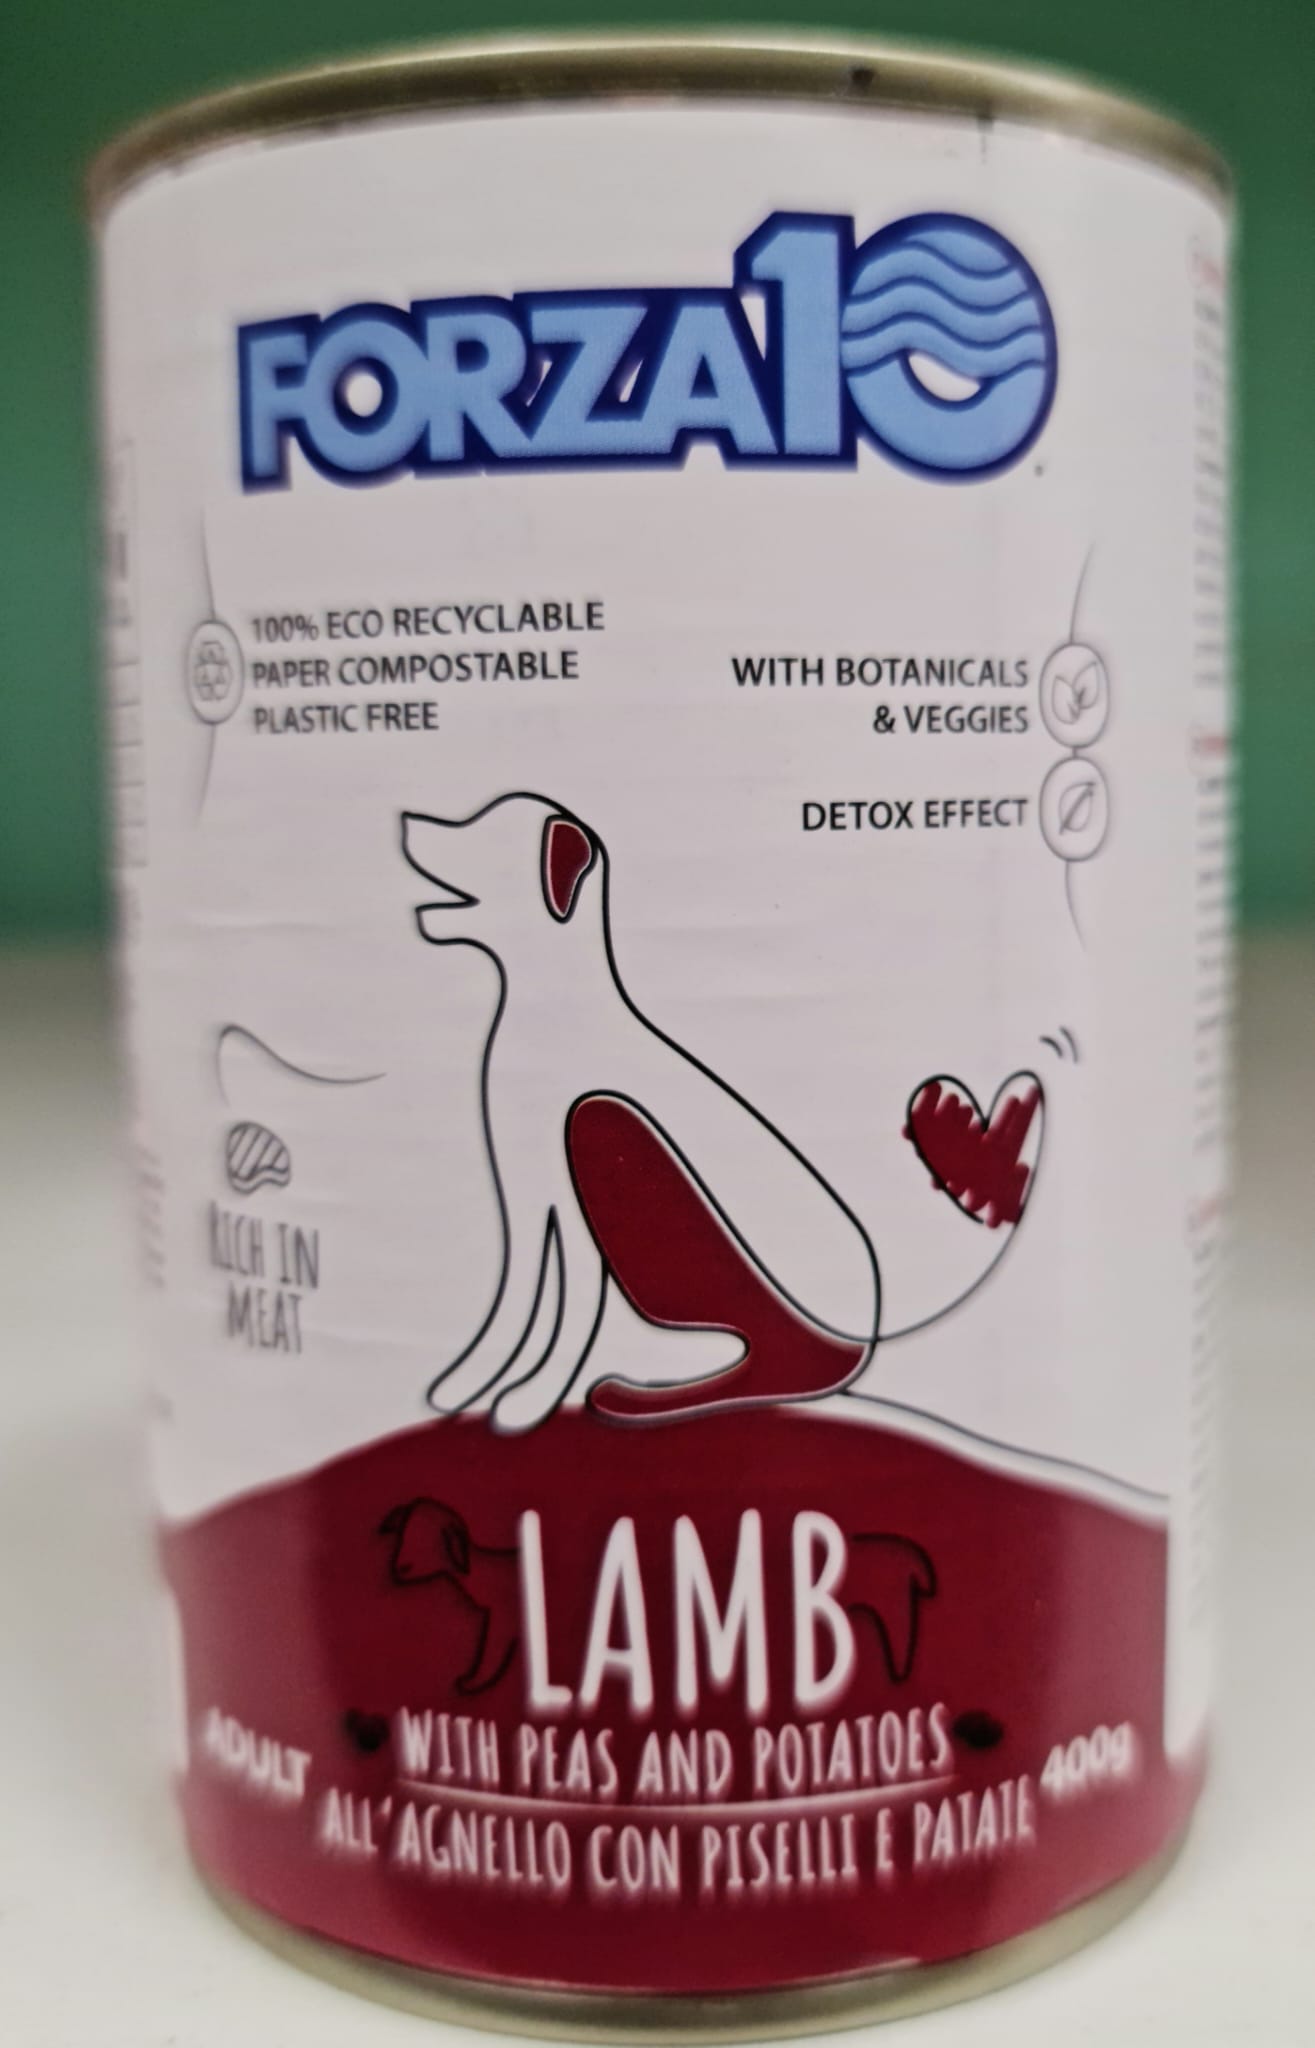 FORZA10
100% ECO RECYCLABLE
PAPER COMPOSTABLE
PLASTIC FREE
WITH BOTANICALS
& VEGGIES
DETOX EFFECT
RICH IN
MEAT
LAMB
WITH PEAS AND POTATOES
ADULT
400g
ALL'AGNELLO CON PISELLI E PATATE